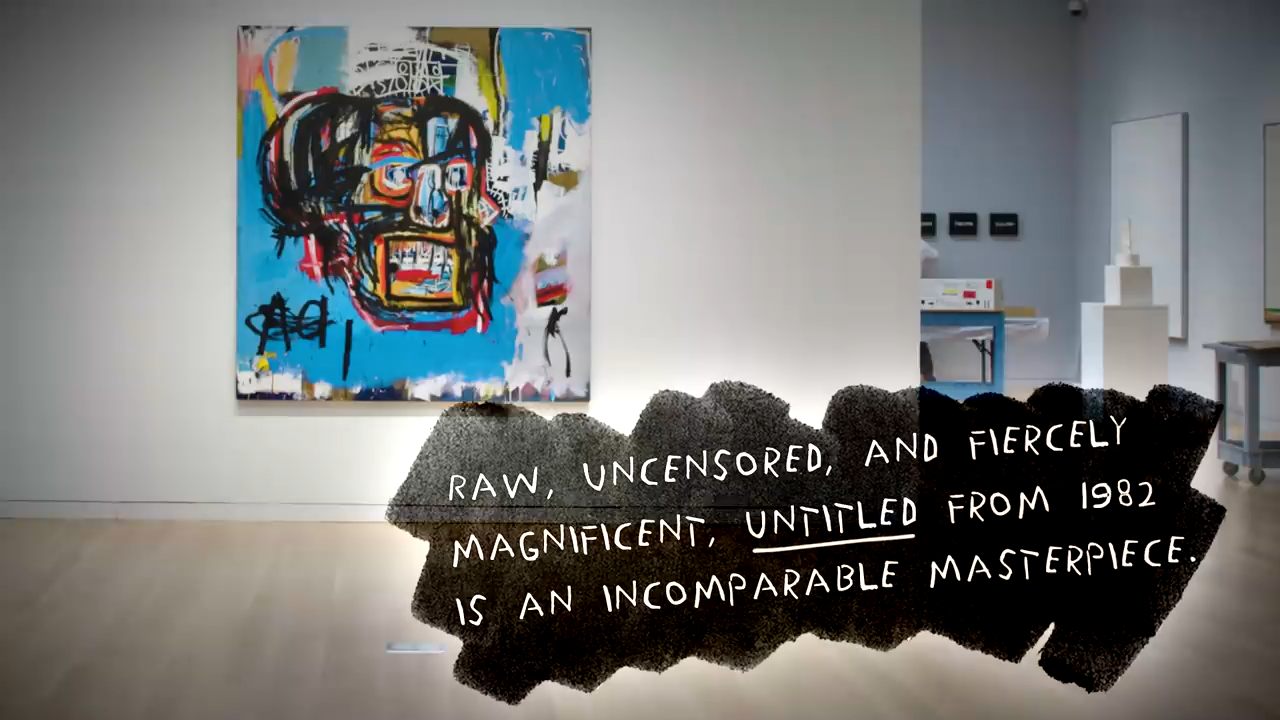 RAW, UNCENSORED, AND FIERCELY
MAGNIFICENT, UNTITLED FROM 1982
IS AN INCOMPARABLE MASTERPIECE.